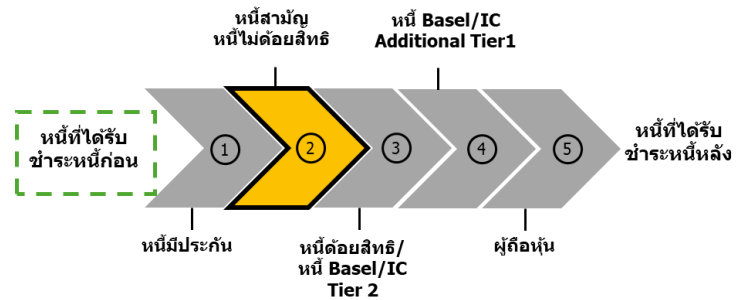 หนี้สามัญ
หนี้ไม่ด้อยสิทธิ
หนี้ Basel/IC
Additional Tier1
หนี้ที่ได้รับ
ชำระหนี้ก่อน
1
2
3
4
5
หนี้ที่ได้รับ
ชำระหนี้หลัง
หนี้มีประกัน
หนี้ด้อยสิทธิ/
หนี้ Basel/IC
Tier 2
ผู้ถือหุ้น